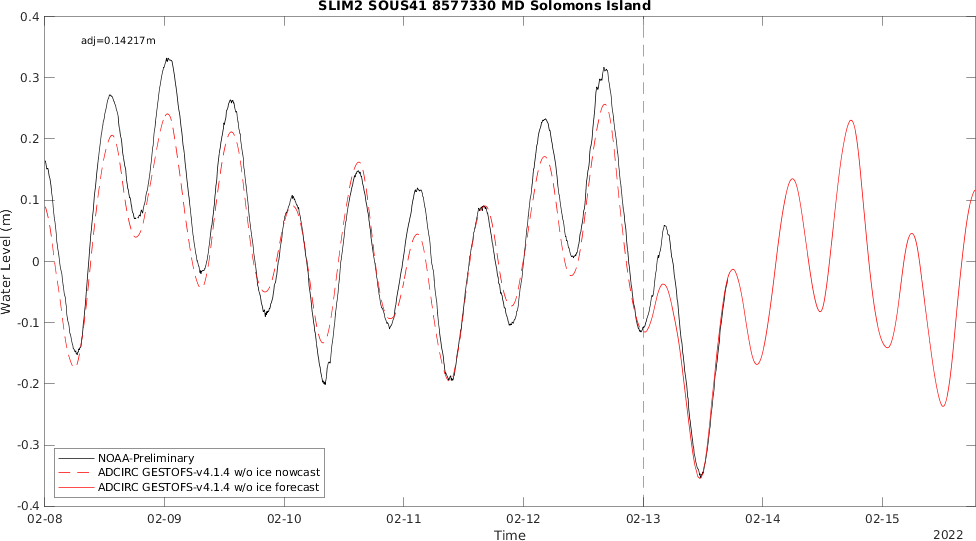 SLIM2 SOUS41 8577330 MD Solomons Island
adj=0.14217m
0.4
0.3
0.2
0.1
0
-0.1
-0.2
-0.3
-0.4
Water Level (m)
NOAA-Preliminary
ADCIRC GESTOFS-v4.1.4 w/o ice nowcast
ADCIRC GESTOFS-v4.1.4 w/o ice forecast
02-08 02-09 02-10 02-11 02-12 02-13 02-14 02-15
Time
2022